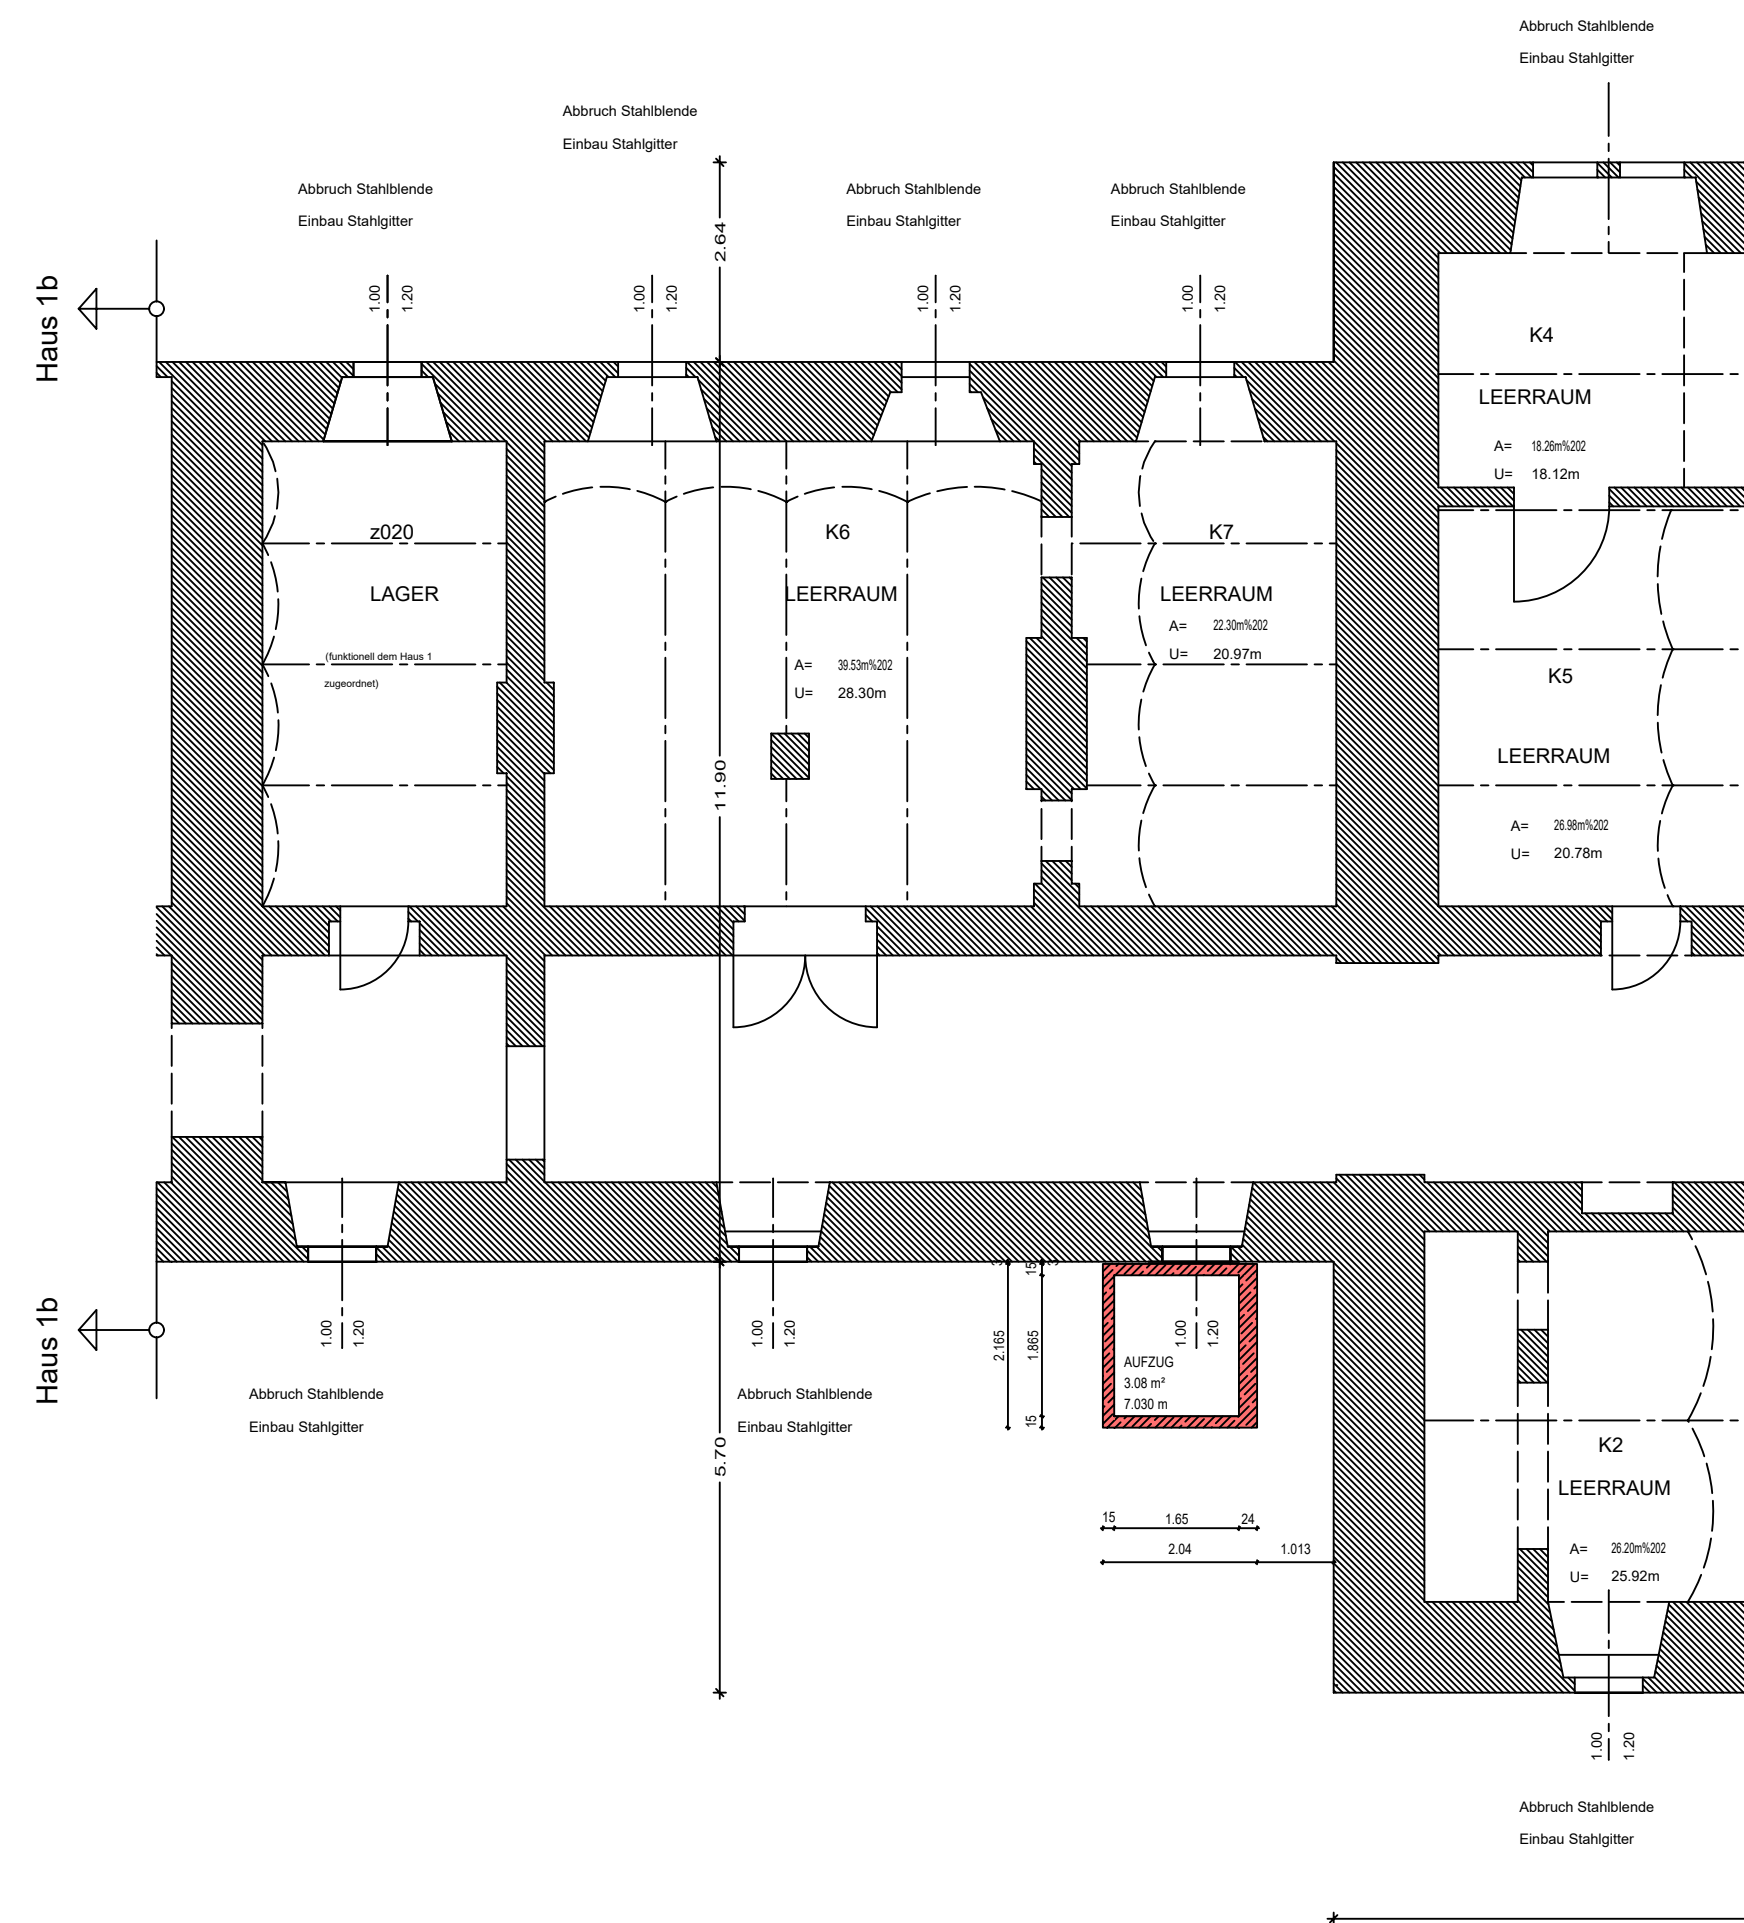 Abbruch Stahlblende
Einbau Stahlgitter
Abbruch Stahlblende
Einbau Stahlgitter
Abbruch Stahlblende
Einbau Stahlgitter
Abbruch Stahlblende
Einbau Stahlgitter
Abbruch Stahlblende
Einbau Stahlgitter
2.64
Haus 1b
1.00
1.20
1.00
1.20
1.00
1.20
1.00
1.20
K4
LEERRAUM
A= 18.26m%202
U= 18.12m
z020
LAGER
(funktionell dem Haus 1
zugeordnet)
K6
LEERRAUM
A= 39.53m%202
U= 28.30m
K7
LEERRAUM
A= 22.30m%202
U= 20.97m
K5
LEERRAUM
A= 26.98m%202
U= 20.78m
11.90
Haus 1b
1.00
1.20
1.00
1.20
3
15
3
2.165
1.865
15
1.00
1.20
AUFZUG
3.08 m²
7.030 m
Abbruch Stahlblende
Einbau Stahlgitter
Abbruch Stahlblende
Einbau Stahlgitter
5.70
K2
LEERRAUM
A= 26.20m%202
U= 25.92m
15
1.65
24
2.04
1.013
1.00
1.20
Abbruch Stahlblende
Einbau Stahlgitter